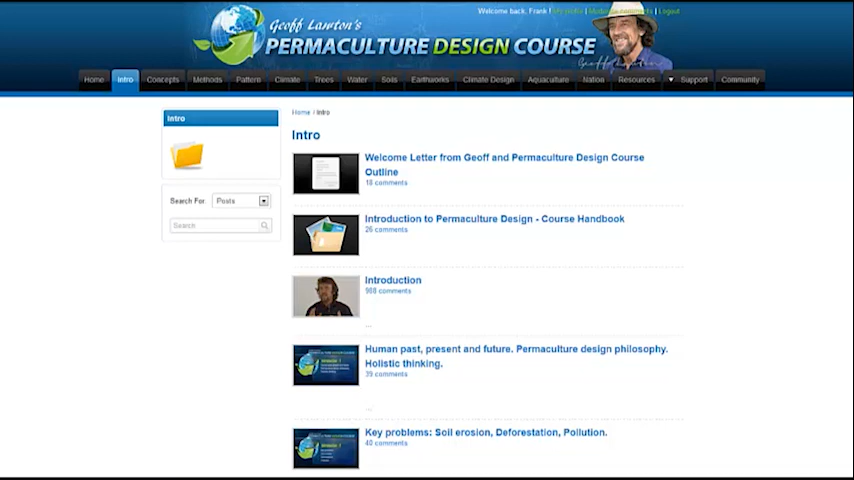 Welcome back, Frank ! | | Logout
Geoff Lawton's
PERMACULTURE DESIGN COURSE
Home Intro Concepts Methods Pattern Climate Trees Water Soils Earthworks Climate Design Aquaculture Nation Resources Support Community
Intro
Home / Intro
Intro
Welcome Letter from Geoff and Permaculture Design Course
Outline
18 comments
Search For: Posts
Search
Introduction to Permaculture Design - Course Handbook
26 comments
Introduction
988 comments
...
Human past, present and future. Permaculture design philosophy.
Holistic thinking.
39 comments
...
Key problems: Soil erosion, Deforestation, Pollution.
40 comments